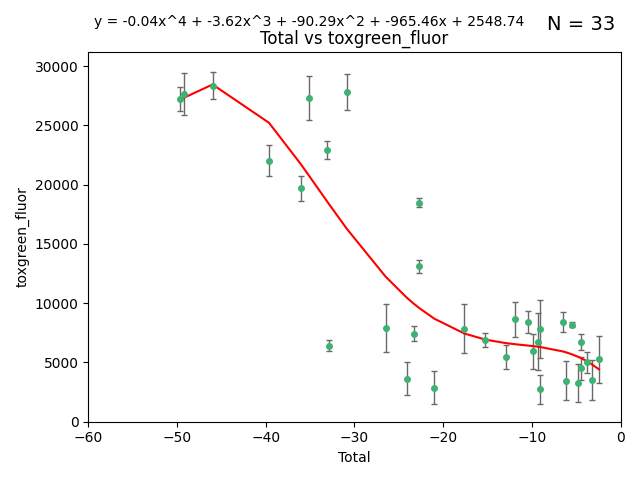 y = -0.04x^4 + -3.62x^3 + -90.29x^2 + -965.46x + 2548.74
N = 33
Total vs toxgreen_fluor
30000
25000
20000
15000
10000
5000
0
toxgreen_fluor
−60
−50
−40
−30
−20
−10
0
Total